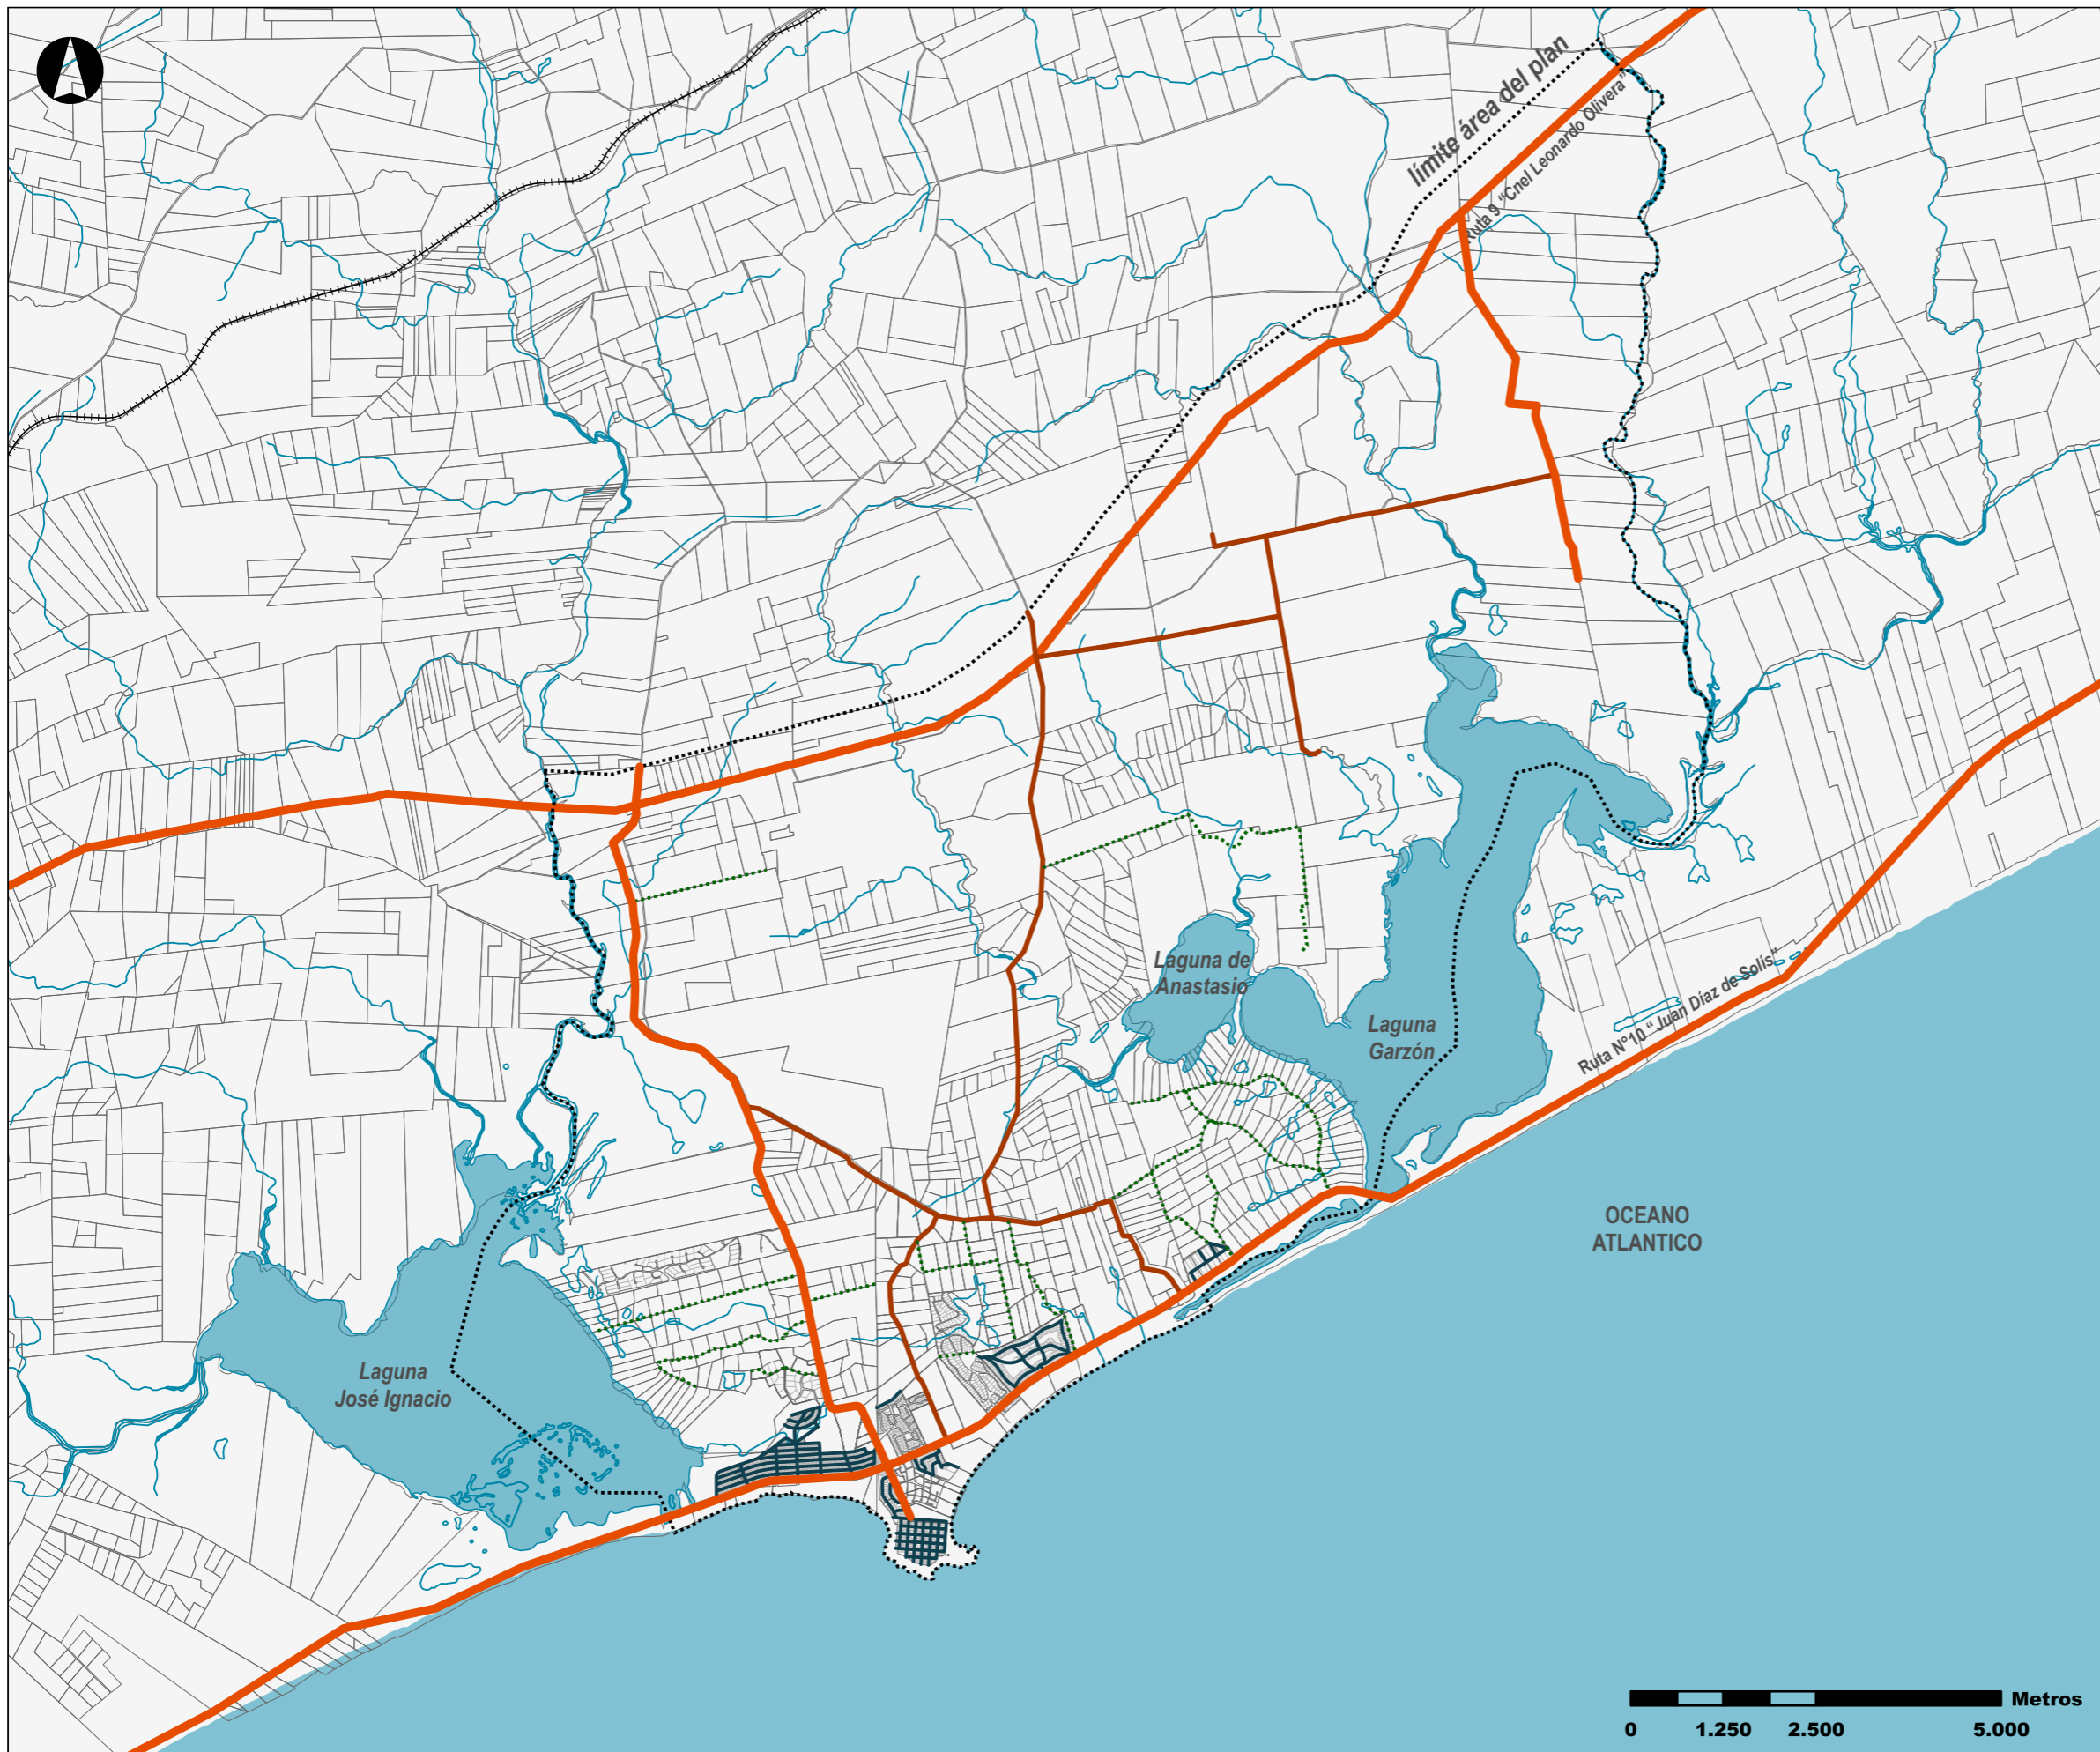 límite área del plan
Ruta 9 “Cnel Leonardo Olivera”
Laguna de
Anastasio
Laguna
Garzón
Ruta N°10 “Juan Díaz de Solís”
OCEANO
ATLANTICO
Laguna
José Ignacio
Metros
0 1.250 2.500 5.000